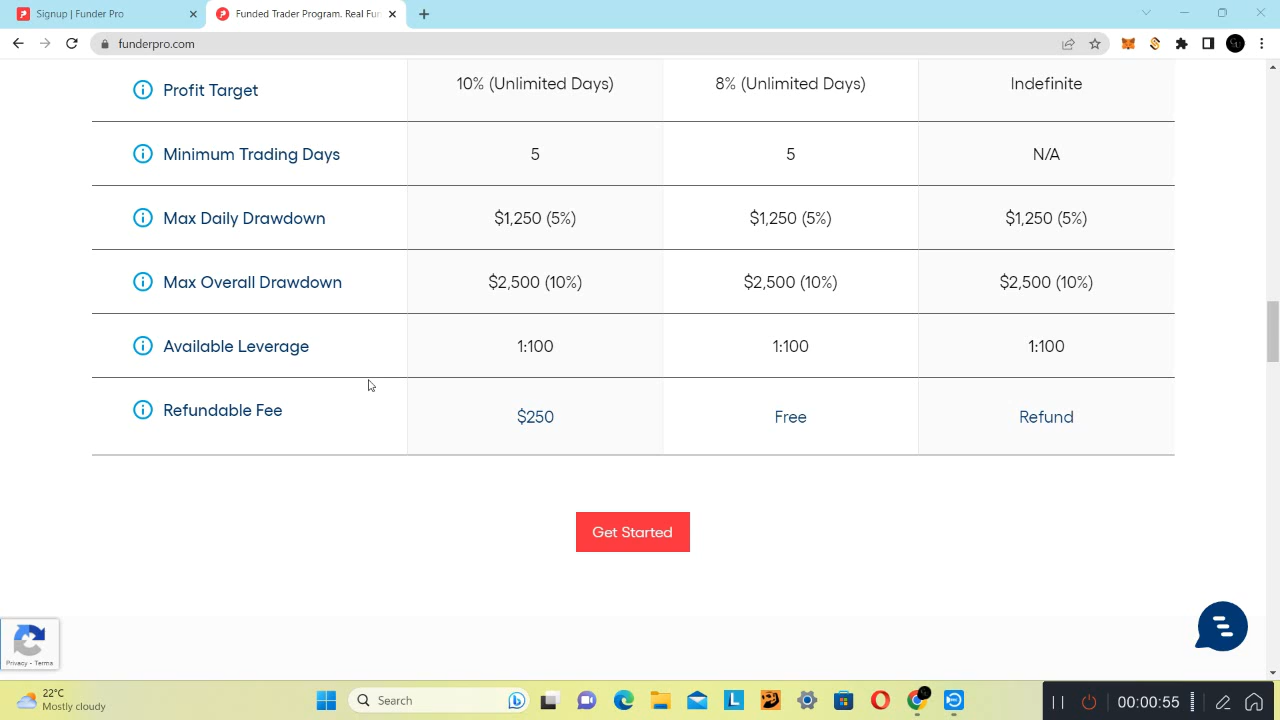 Signup | Funder Pro
Funded Trader Program. Real Fun
funderpro.com
Profit Target 10% (Unlimited Days) 8% (Unlimited Days) Indefinite
Minimum Trading Days 5 5 N/A
Max Daily Drawdown $1,250 (5%) $1,250 (5%) $1,250 (5%)
Max Overall Drawdown $2,500 (10%) $2,500 (10%) $2,500 (10%)
Available Leverage 1:100 1:100 1:100
Refundable Fee $250 Free Refund
Get Started
Privacy - Terms
22°C
Mostly cloudy
Search
00:00:55